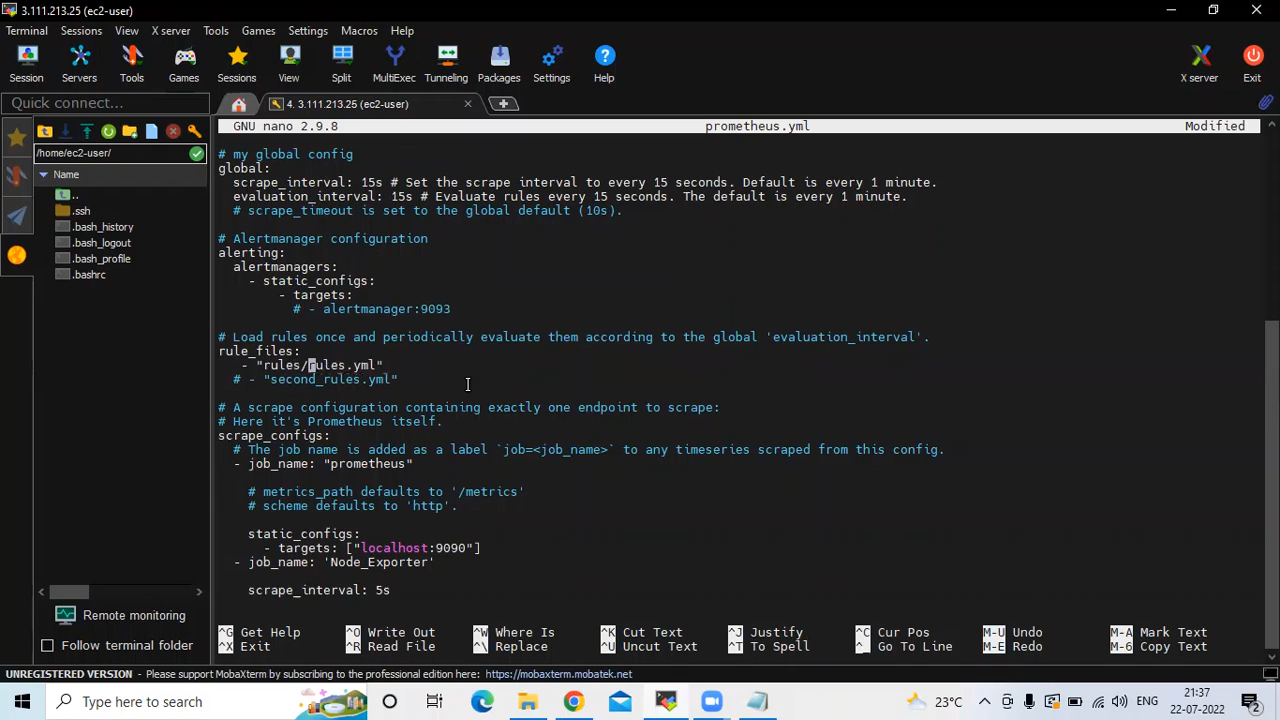 3.111.213.25 (ec2-user)
Terminal Sessions View X server Tools Games Settings Macros Help
Session Servers Tools Games Sessions View Split MultiExec Tunneling Packages Settings Help X server Exit
Quick connect...
4. 3.111.213.25 (ec2-user)
/home/ec2-user/
Name
..
.ssh
.bash_history
.bash_logout
.bash_profile
.bashrc
Remote monitoring
Follow terminal folder
GNU nano 2.9.8 prometheus.yml Modified
# my global config
global:
scrape_interval: 15s # Set the scrape interval to every 15 seconds. Default is every 1 minute.
evaluation_interval: 15s # Evaluate rules every 15 seconds. The default is every 1 minute.
# scrape_timeout is set to the global default (10s).
# Alertmanager configuration
alerting:
alertmanagers:
- static_configs:
- targets:
# - alertmanager:9093
# Load rules once and periodically evaluate them according to the global 'evaluation_interval'.
rule_files:
- "rules/rules.yml"
# - "second_rules.yml"
# A scrape configuration containing exactly one endpoint to scrape:
# Here it's Prometheus itself.
scrape_configs:
# The job name is added as a label `job=<job_name>` to any timeseries scraped from this config.
- job_name: "prometheus"
# metrics_path defaults to '/metrics'
# scheme defaults to 'http'.
static_configs:
- targets: ["localhost:9090"]
- job_name: 'Node_Exporter'
scrape_interval: 5s
^G Get Help ^O Write Out ^W Where Is ^K Cut Text ^J Justify ^C Cur Pos M-U Undo M-A Mark Text
^X Exit ^R Read File ^\ Replace ^U Uncut Text ^T To Spell ^_ Go To Line M-E Redo M-6 Copy Text
UNREGISTERED VERSION - Please support MobaXterm by subscribing to the professional edition here: https://mobaxterm.mobatek.net
Type here to search
23°C
21:37
22-07-2022
2